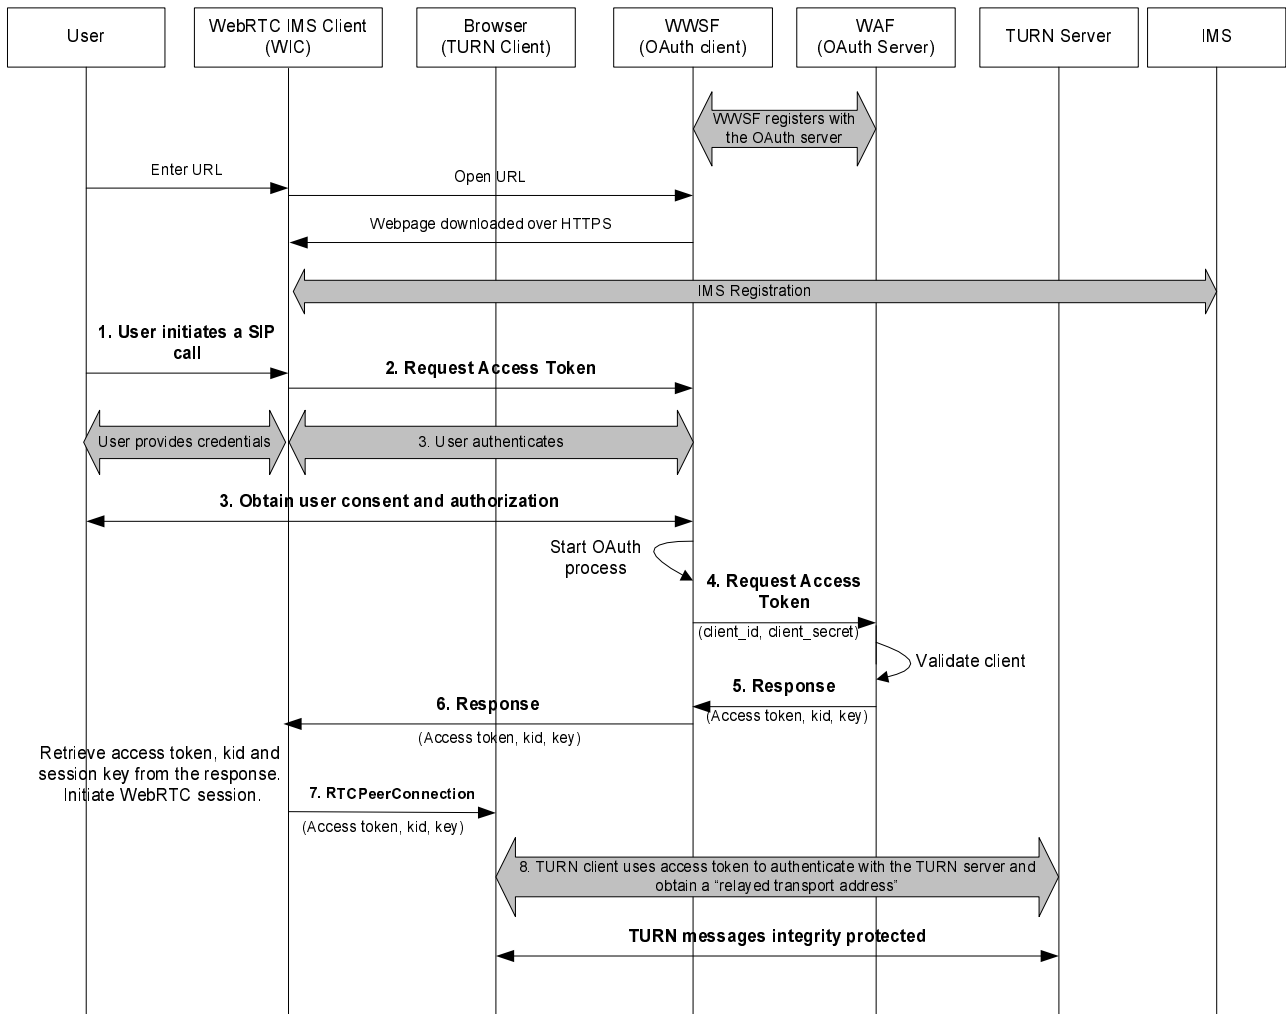 User
WebRTC IMS Client
(WIC)
Browser
(TURN Client)
WWSF
(OAuth client)
WAF
(OAuth Server)
TURN Server
IMS
WWSF registers with
the OAuth server
Enter URL
Open URL
Webpage downloaded over HTTPS
IMS Registration
1. User initiates a SIP
call
2. Request Access Token
User provides credentials
3. User authenticates
3. Obtain user consent and authorization
Start OAuth
process
4. Request Access
Token
(client_id, client_secret)
Validate client
5. Response
(Access token, kid, key)
6. Response
(Access token, kid, key)
Retrieve access token, kid and
session key from the response.
Initiate WebRTC session.
7. RTCPeerConnection
(Access token, kid, key)
8. TURN client uses access token to authenticate with the TURN server and
obtain a “relayed transport address”
TURN messages integrity protected